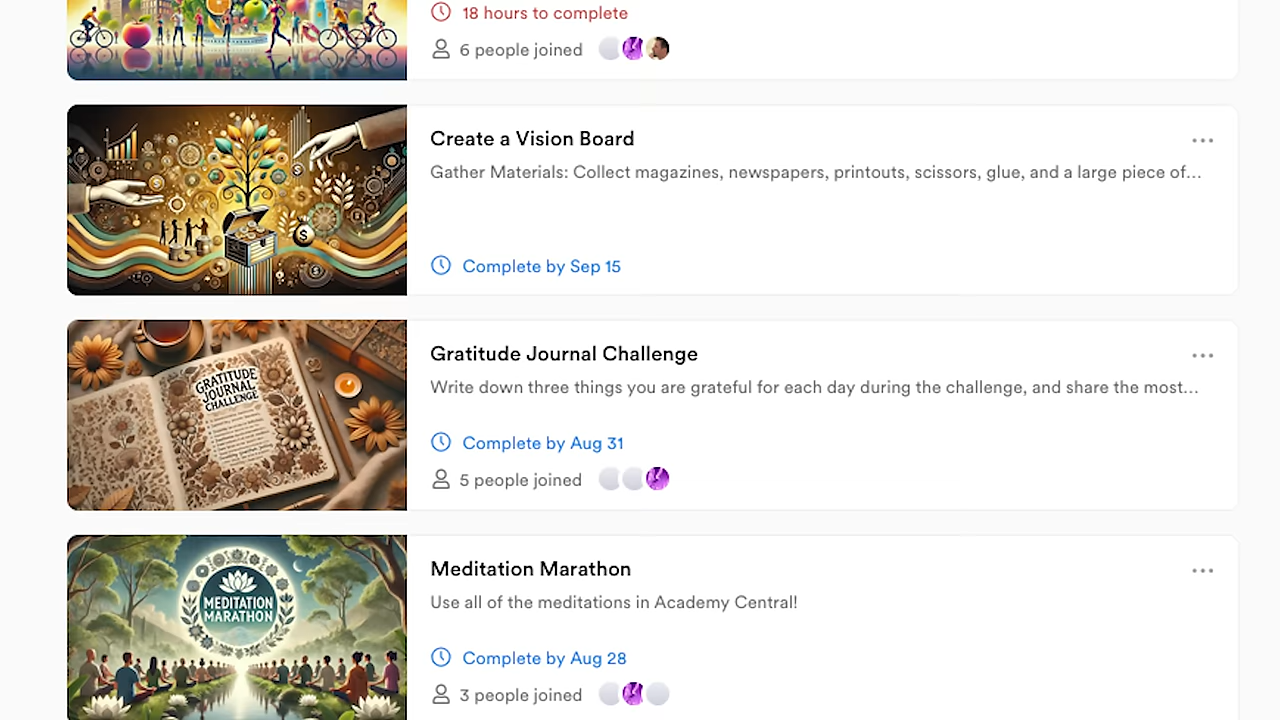 18 hours to complete
6 people joined
Create a Vision Board
Gather Materials: Collect magazines, newspapers, printouts, scissors, glue, and a large piece of...
Complete by Sep 15
GRATITUDE
JOURNAL
CHALLENGE
Gratitude Journal Challenge
Write down three things you are grateful for each day during the challenge, and share the most...
Complete by Aug 31
5 people joined
MEDITATION
MARATHON
Meditation Marathon
Use all of the meditations in Academy Central!
Complete by Aug 28
3 people joined